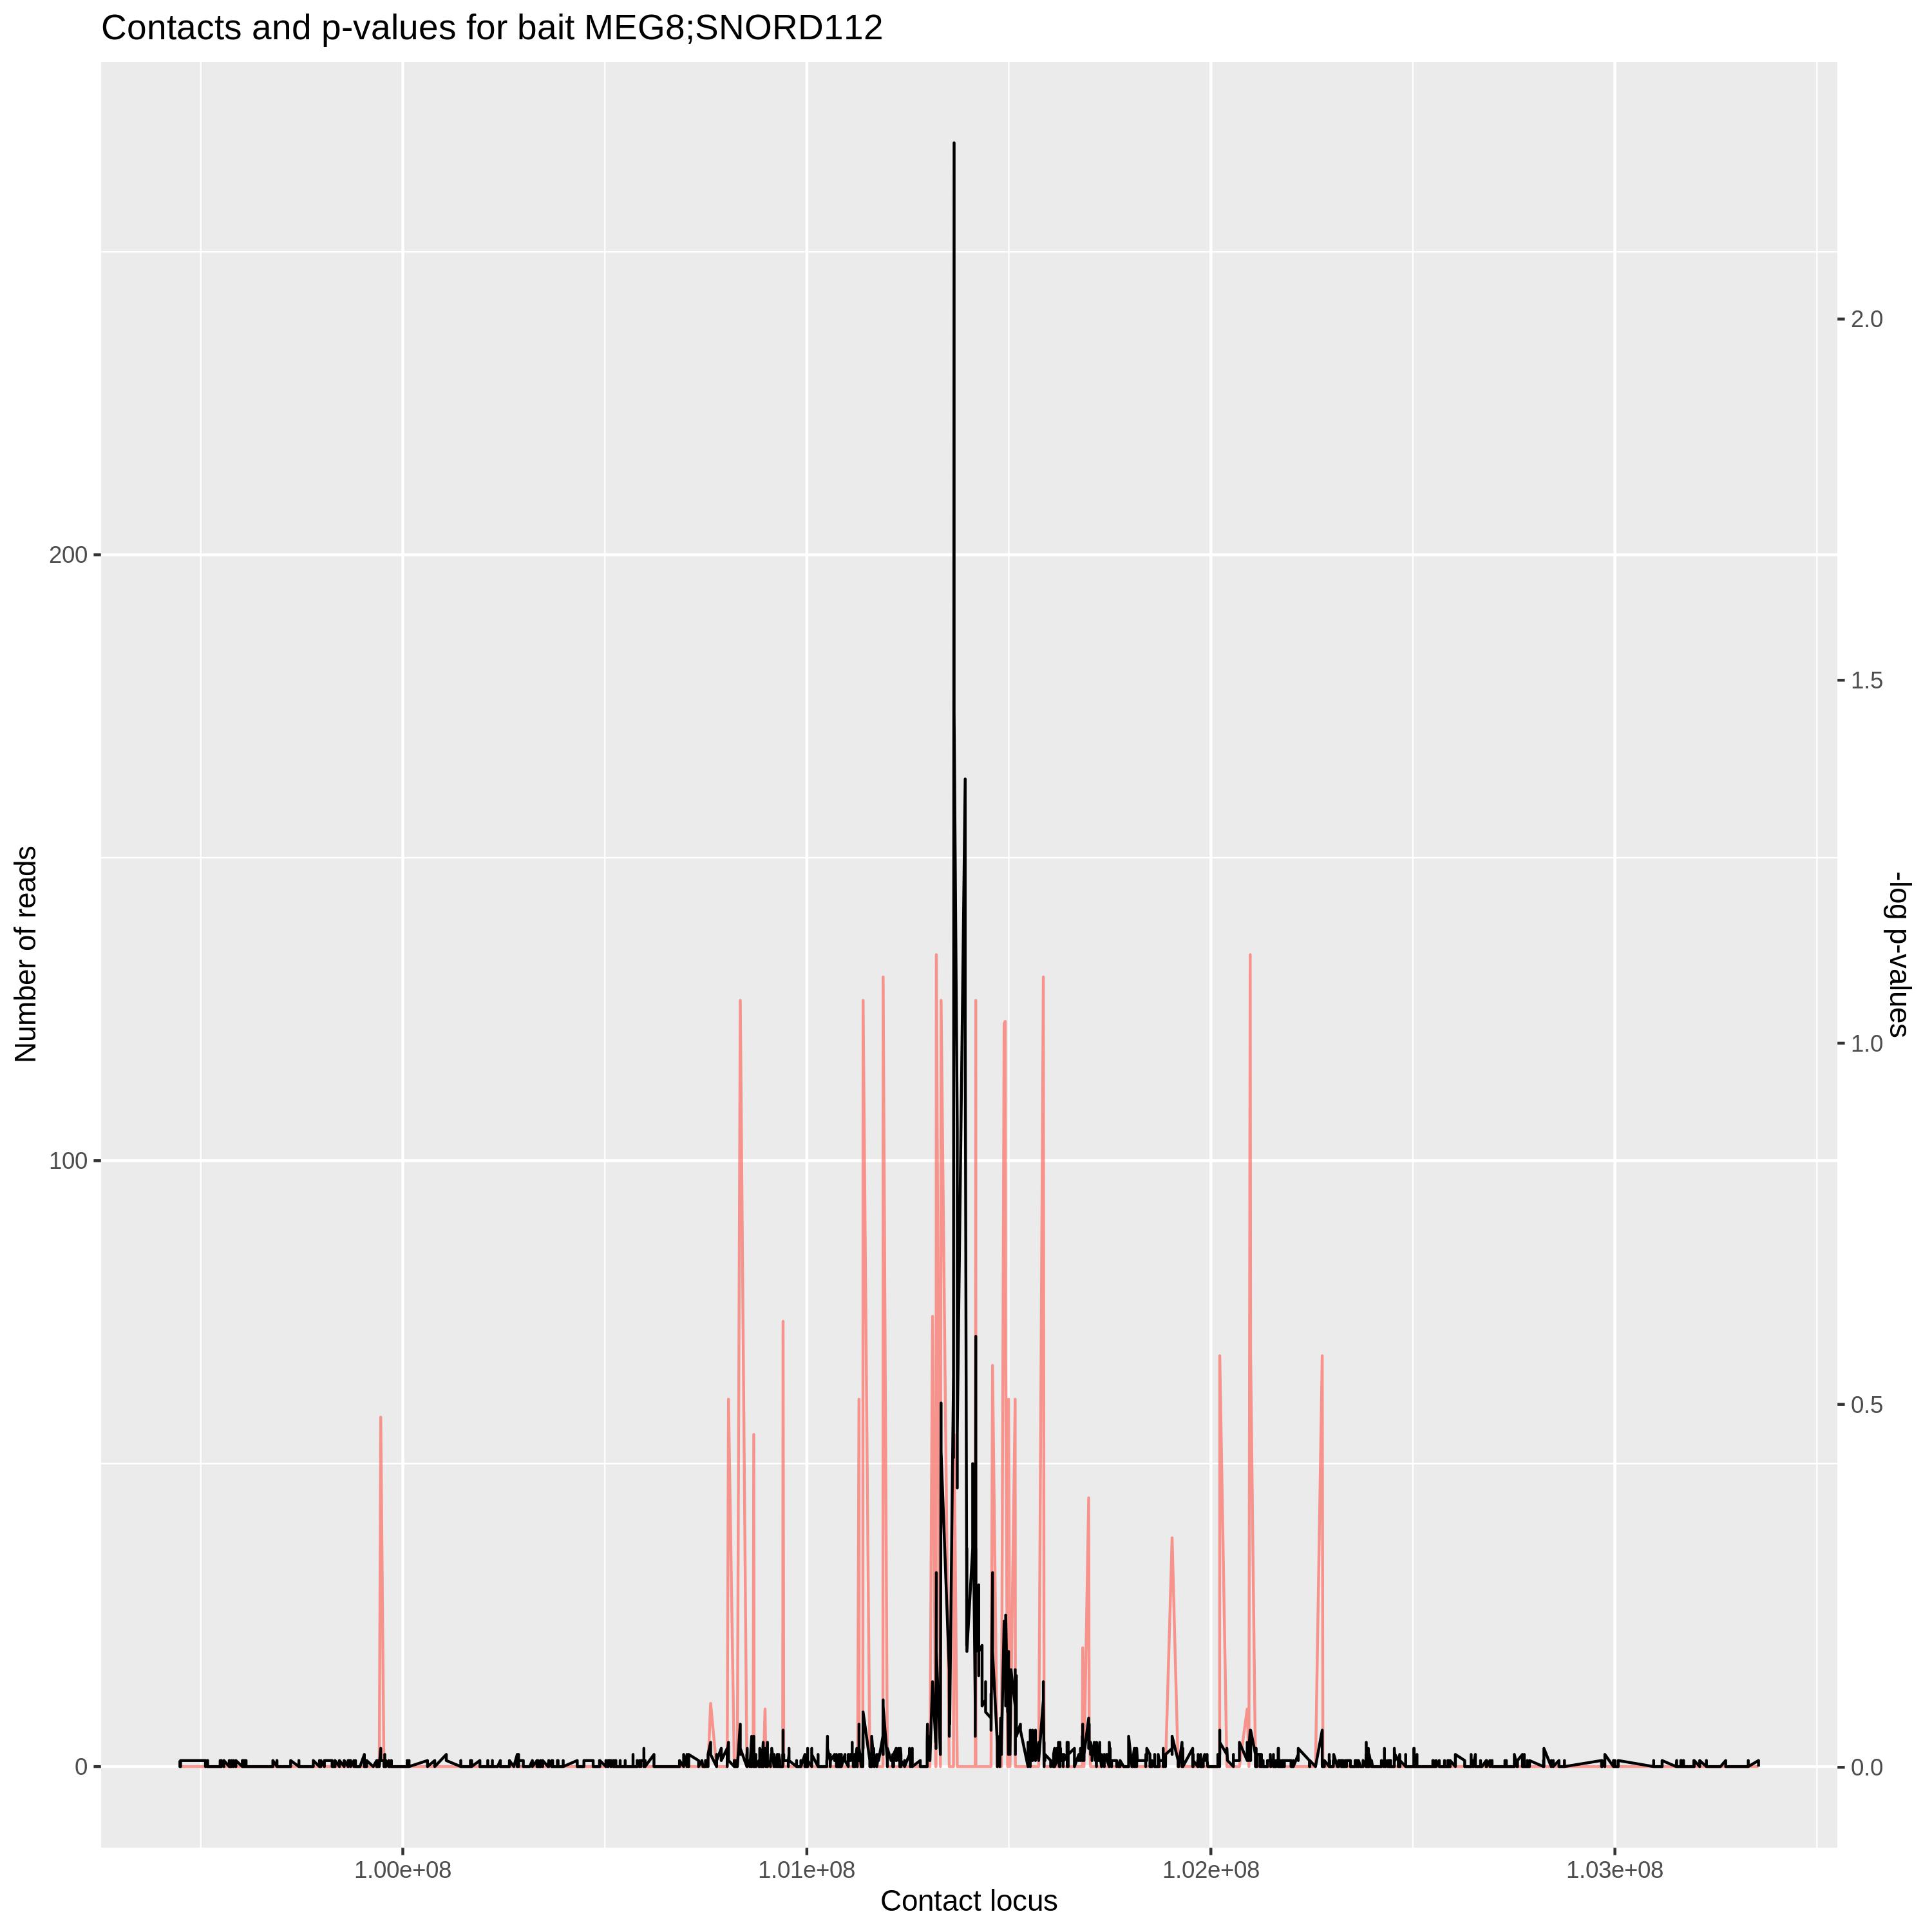 Contacts and p-values for bait MEG8;SNORD112
Number of reads
200
100
0
2.0
1.5
1.0
0.5
0.0
-log p-values
1.00e+08
1.01e+08
1.02e+08
1.03e+08
Contact locus